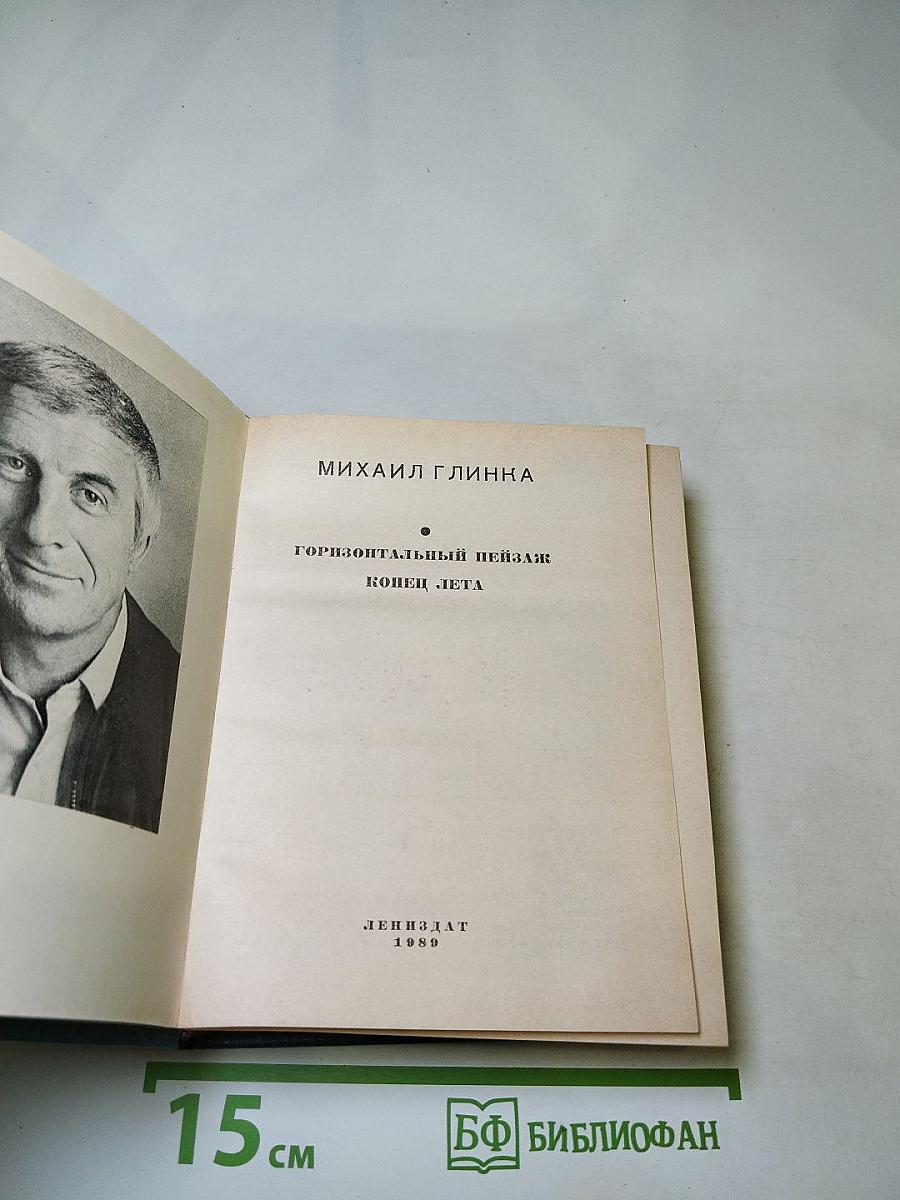 МИХАИЛ ГЛИНКА
ГОРИЗОНТАЛЬНЫЙ ПЕЙЗАЖ
КОНЕЦ ЛЕТА
ЛЕНИЗДАТ
1989
15 см
БФ БИБЛИОФАН